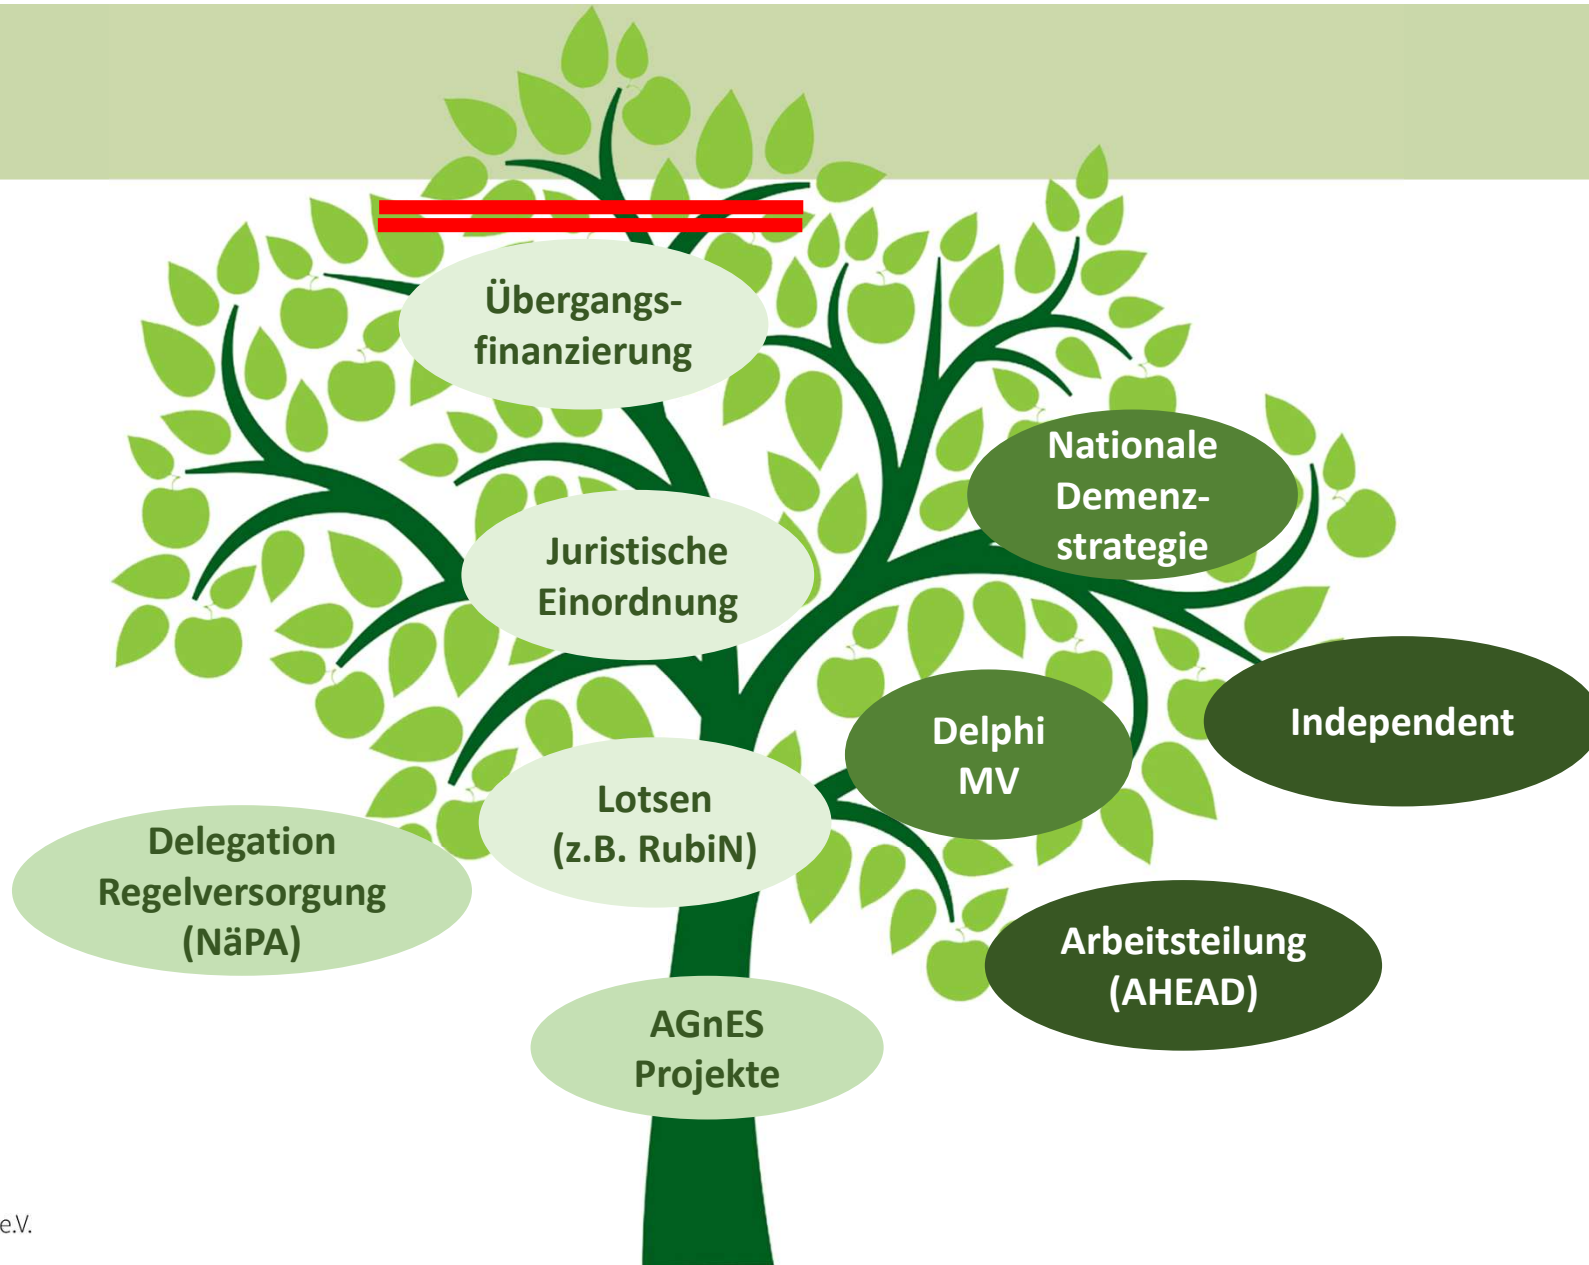 Übergangs-
finanzierung
Nationale
Demenz-
strategie
Juristische
Einordnung
Independent
Delphi
MV
Lotsen
(z.B. RubiN)
Delegation
Regelversorgung
(NäPA)
Arbeitsteilung
(AHEAD)
AGnES
Projekte
e.V.